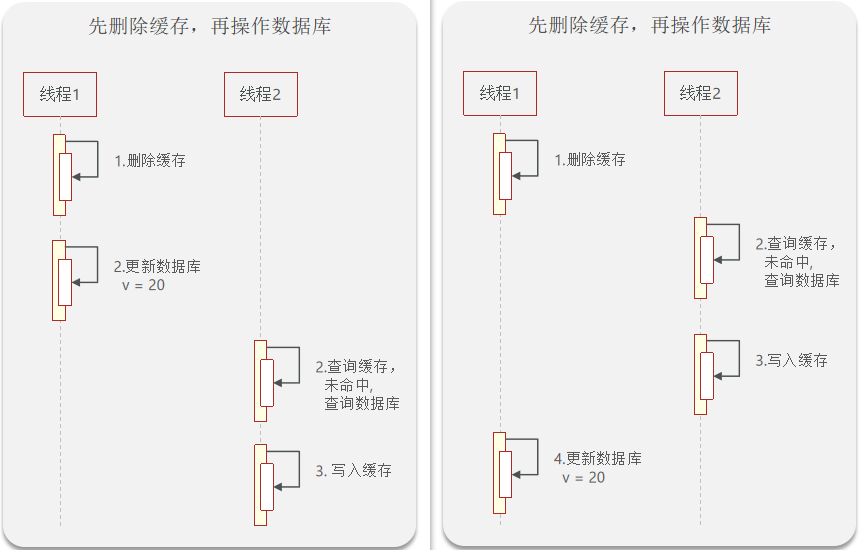 先删除缓存，再操作数据库
线程1
线程2
1.删除缓存
2.更新数据库
v = 20
2.查询缓存，
未命中,
查询数据库
3. 写入缓存
先删除缓存，再操作数据库
线程1
线程2
1.删除缓存
2.查询缓存，
未命中,
查询数据库
3.写入缓存
4.更新数据库
v = 20